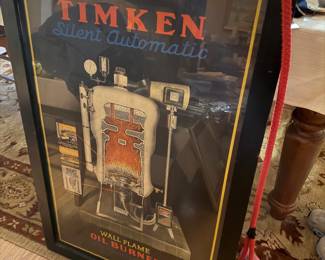 TIMKEN
Silent Automatic
WALL FLAME
OIL BURNER